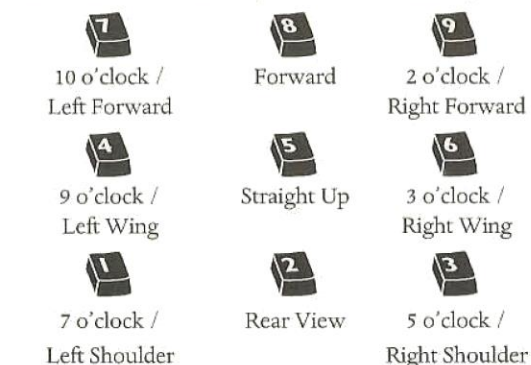 7 8 9
10 o'clock / Forward 2 o'clock /
Left Forward Right Forward
4 5 6
9 o'clock / Straight Up 3 o'clock /
Left Wing Right Wing
1 2 3
7 o'clock / Rear View 5 o'clock /
Left Shoulder Right Shoulder